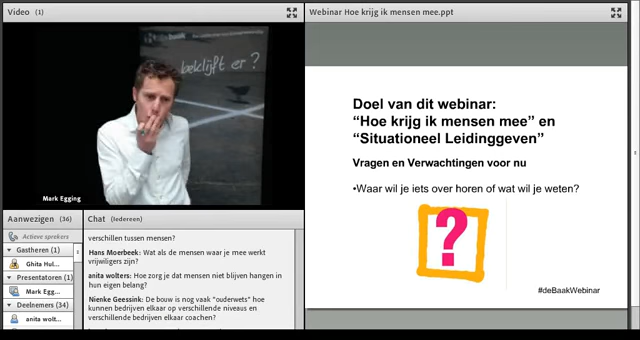 Video (1)
beklijft er?
Mark Egging
Aanwezigen (36)
Actieve sprekers
Gastheren (1)
Ghita Hul...
Presentatoren (1)
Mark Egg...
Deelnemers (34)
anita wolt...
Chat (Iedereen)
verschillen tussen mensen?
Hans Moerbeek: Wat als de mensen waar je mee werkt
vrijwilligers zijn?
anita wolters: Hoe zorg je dat mensen niet blijven hangen in
hun eigen belang?
Nienke Geessink: De bouw is nog vaak "ouderwets" hoe
kunnen bedrijven elkaar op verschillende niveaus en
verschillende bedrijven elkaar coachen?
Webinar Hoe krijg ik mensen mee.ppt
Doel van dit webinar:
“Hoe krijg ik mensen mee” en
“Situationeel Leidinggeven”
Vragen en Verwachtingen voor nu
•Waar wil je iets over horen of wat wil je weten?
?
#deBaakWebinar